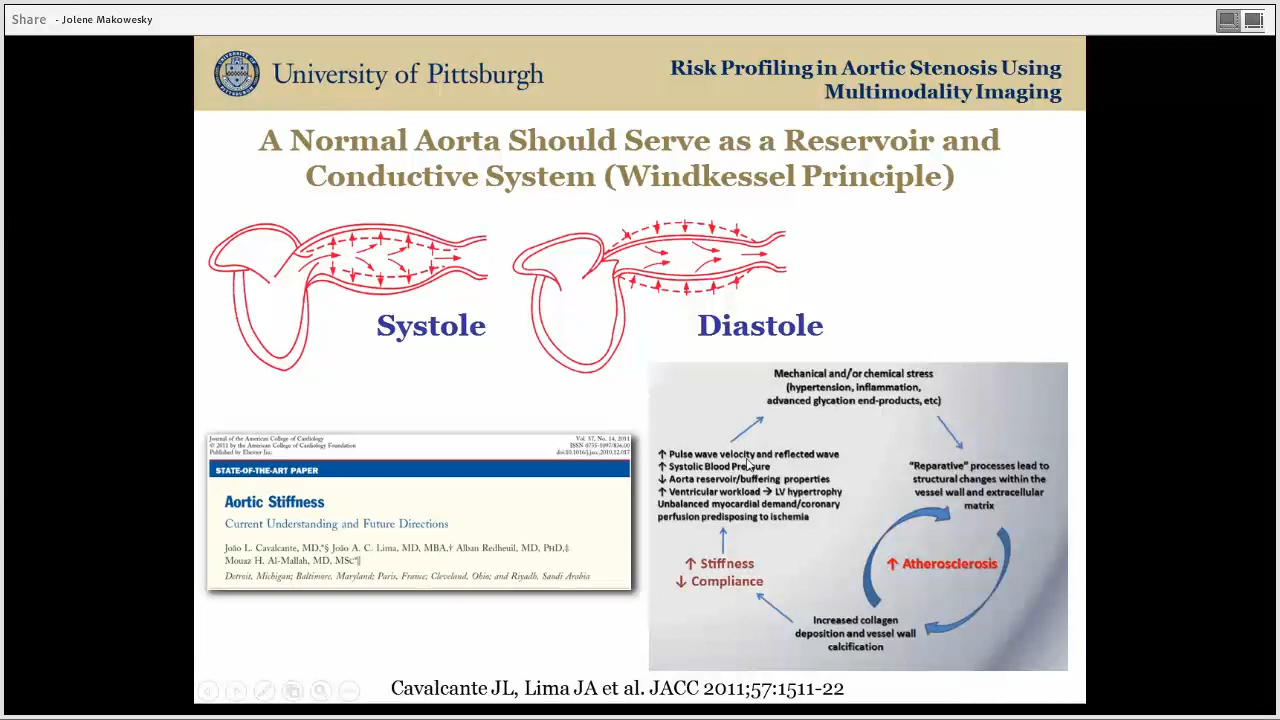 Share - Jolene Makowesky
University of Pittsburgh
Risk Profiling in Aortic Stenosis Using
Multimodality Imaging
A Normal Aorta Should Serve as a Reservoir and
Conductive System (Windkessel Principle)
Systole
Diastole
Journal of the American College of Cardiology
© 2011 by the American College of Cardiology Foundation
Published by Elsevier Inc.
Vol. 57, No. 14, 2011
ISSN 0735-1097/$36.00
doi:10.1016/j.jacc.2010.12.017
STATE-OF-THE-ART PAPER
Aortic Stiffness
Current Understanding and Future Directions
João L. Cavalcante, MD,*§ João A. C. Lima, MD, MBA,† Alban Redheuil, MD, PHD,‡
Mouaz H. Al-Mallah, MD, MSC*¶
Detroit, Michigan; Baltimore, Maryland; Paris, France; Cleveland, Ohio; and Riyadh, Saudi Arabia
Mechanical and/or chemical stress
(hypertension, inflammation,
advanced glycation end-products, etc)
↑ Pulse wave velocity and reflected wave
↑ Systolic Blood Pressure
↓ Aorta reservoir/buffering properties
↑ Ventricular workload → LV hypertrophy
Unbalanced myocardial demand/coronary
perfusion predisposing to ischemia
"Reparative" processes lead to
structural changes within the
vessel wall and extracellular
matrix
↑ Stiffness
↓ Compliance
↑ Atherosclerosis
Increased collagen
deposition and vessel wall
calcification
Cavalcante JL, Lima JA et al. JACC 2011;57:1511-22